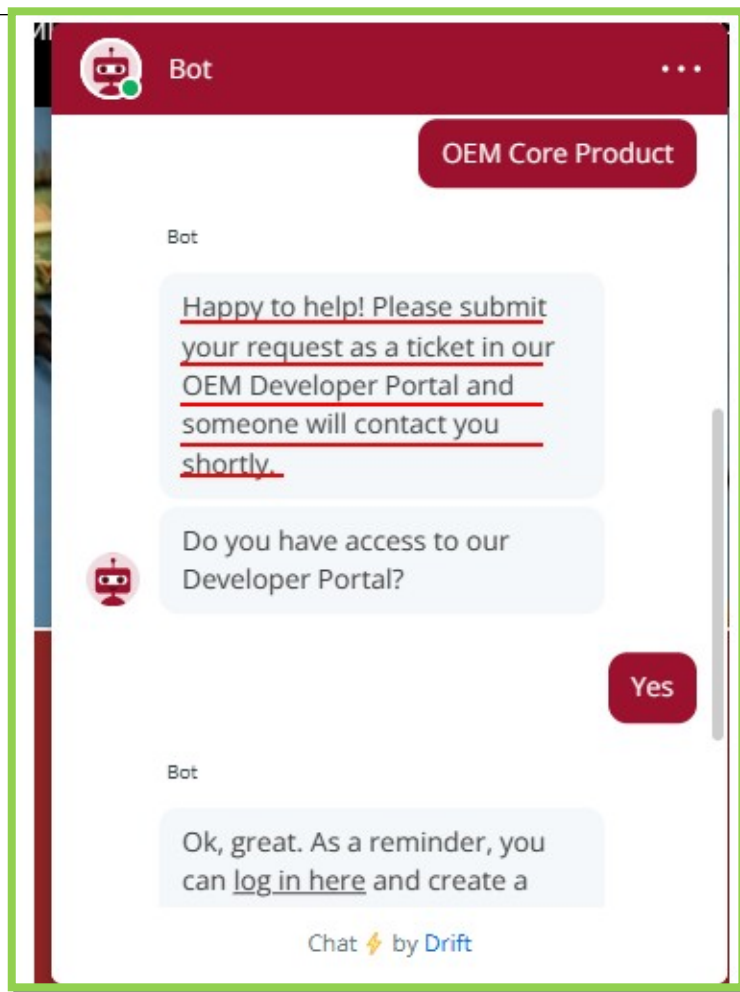 Bot
OEM Core Product
Bot
Happy to help! Please submit
your request as a ticket in our
OEM Developer Portal and
someone will contact you
shortly.
Do you have access to our
Developer Portal?
Yes
Bot
Ok, great. As a reminder, you
can log in here and create a
Chat ⚡ by Drift